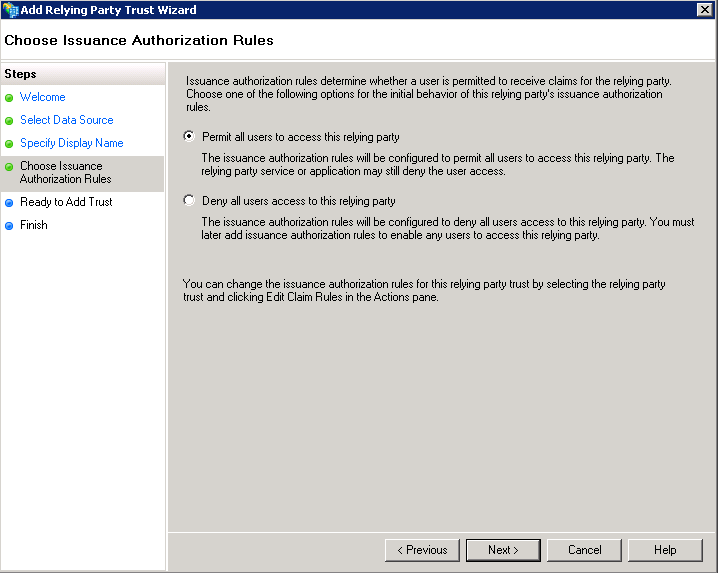 Add Relying Party Trust Wizard
Choose Issuance Authorization Rules
Steps
Welcome
Select Data Source
Specify Display Name
Choose Issuance
Authorization Rules
Ready to Add Trust
Finish
Issuance authorization rules determine whether a user is permitted to receive claims for the relying party.
Choose one of the following options for the initial behavior of this relying party's issuance authorization
rules.
Permit all users to access this relying party
The issuance authorization rules will be configured to permit all users to access this relying party. The
relying party service or application may still deny the user access.
Deny all users access to this relying party
The issuance authorization rules will be configured to deny all users access to this relying party. You must
later add issuance authorization rules to enable any users to access this relying party.
You can change the issuance authorization rules for this relying party trust by selecting the relying party
trust and clicking Edit Claim Rules in the Actions pane.
< Previous
Next >
Cancel
Help